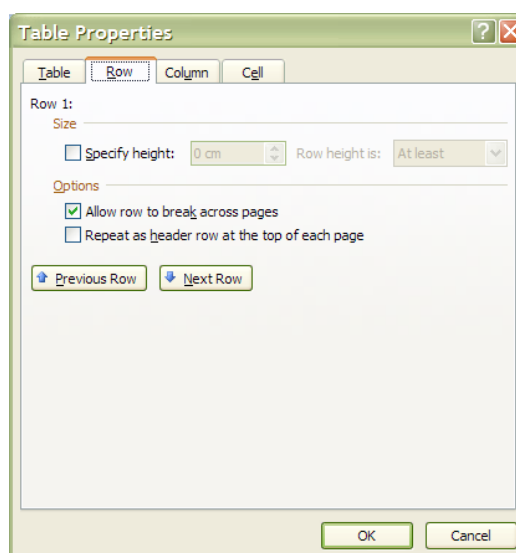 Table Properties
Table Row Column Cell
Row 1:
Size
Specify height: 0 cm Row height is: At least
Options
Allow row to break across pages
Repeat as header row at the top of each page
Previous Row Next Row
OK Cancel